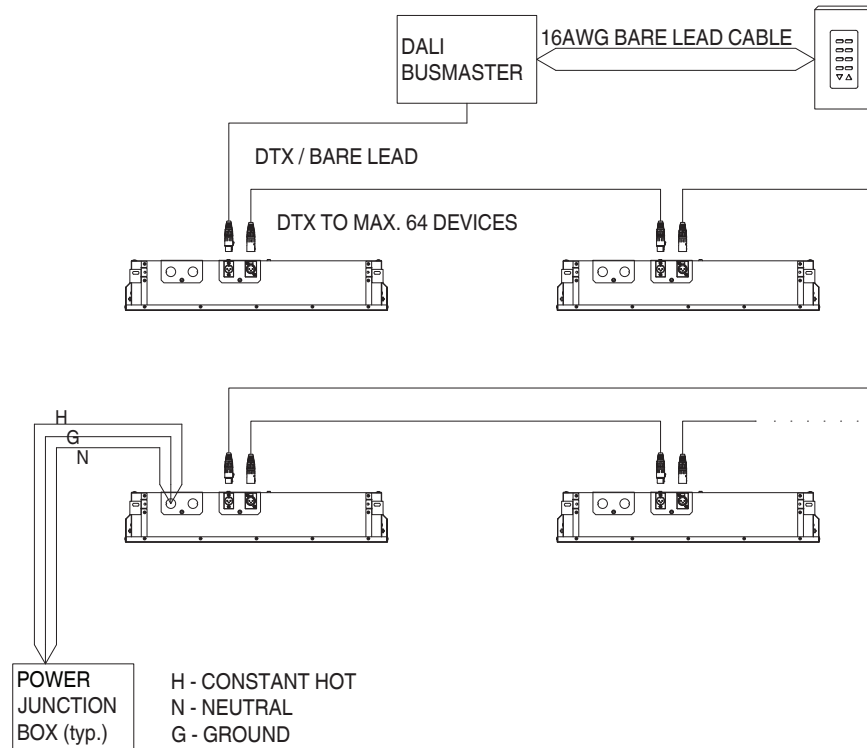 DALI
BUSMASTER
16AWG BARE LEAD CABLE
DTX / BARE LEAD
DTX TO MAX. 64 DEVICES
H
G
N
POWER
JUNCTION
BOX (typ.)
H - CONSTANT HOT
N - NEUTRAL
G - GROUND